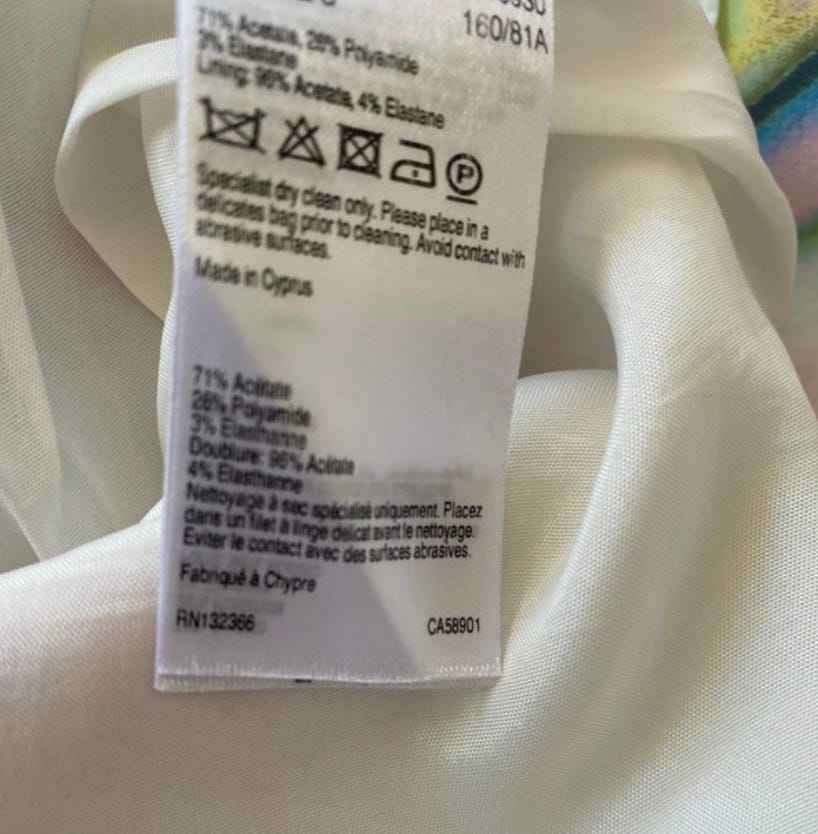 160/81A
71% Acetate, 26% Polyamide
3% Elastane
Lining: 96% Acetate, 4% Elastane
P
Specialist dry clean only. Please place in a
delicates bag prior to cleaning. Avoid contact with
abrasive surfaces.
Made in Cyprus
71% Acétate
26% Polyamide
3% Elasthanne
Doublure: 96% Acétate
4% Elasthanne
Nettoyage à sec spécialisé uniquement. Placez
dans un filet à linge délicat avant le nettoyage.
Éviter le contact avec des surfaces abrasives.
Fabriqué à Chypre
RN132366 CA58901